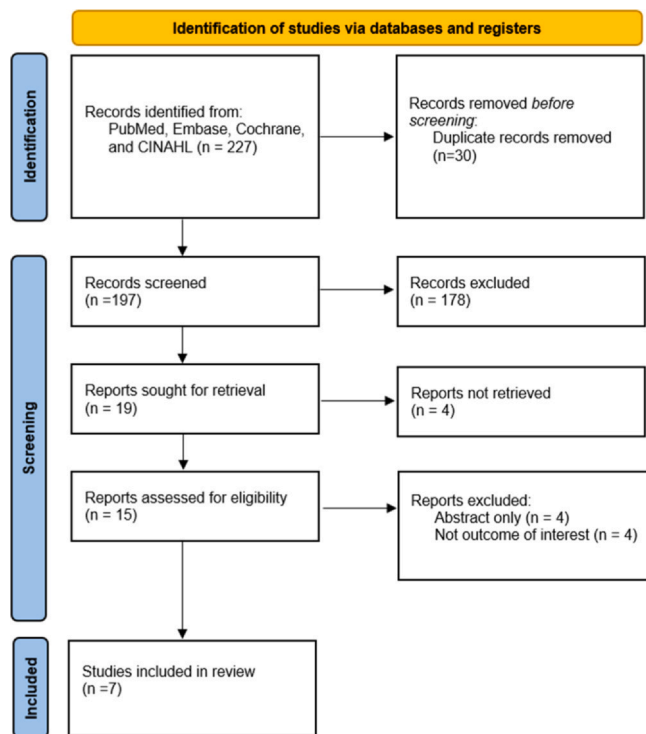 Identification of studies via databases and registers
Identification
Records identified from:
PubMed, Embase, Cochrane,
and CINAHL (n = 227)
Records removed before
screening:
Duplicate records removed
(n=30)
Screening
Records screened
(n =197)
Records excluded
(n = 178)
Reports sought for retrieval
(n = 19)
Reports not retrieved
(n = 4)
Reports assessed for eligibility
(n = 15)
Reports excluded:
Abstract only (n = 4)
Not outcome of interest (n = 4)
Included
Studies included in review
(n =7)